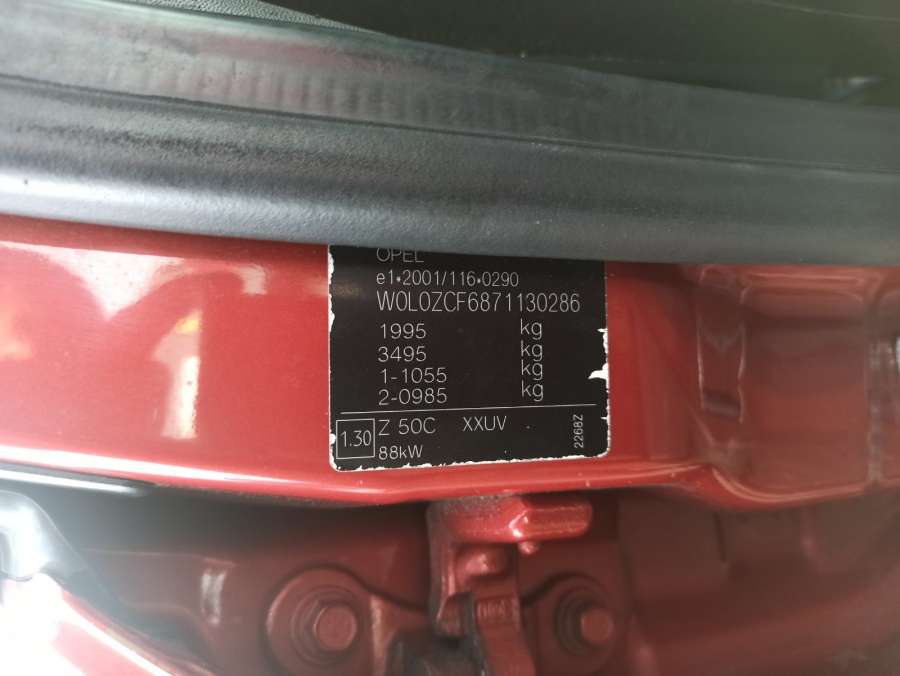 OPEL
e1*2001/116*0290
W0L0ZCF6871130286
1995 kg
3495 kg
1-1055 kg
2-0985 kg
1.30 Z 50C XXUV
88kW
2268Z